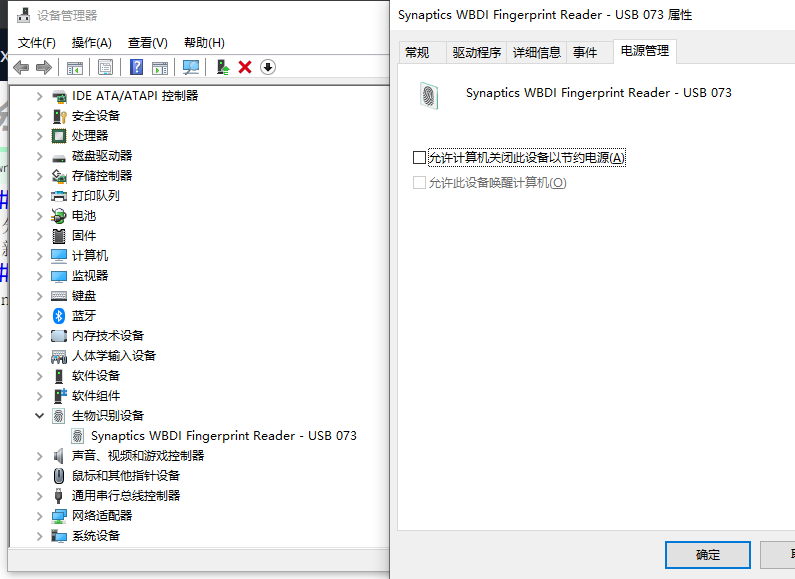 设备管理器
文件(F) 操作(A) 查看(V) 帮助(H)
IDE ATA/ATAPI 控制器
安全设备
处理器
磁盘驱动器
存储控制器
打印队列
电池
固件
计算机
监视器
键盘
蓝牙
内存技术设备
人体学输入设备
软件设备
软件组件
生物识别设备
Synaptics WBDI Fingerprint Reader - USB 073
声音、视频和游戏控制器
鼠标和其他指针设备
通用串行总线控制器
网络适配器
系统设备
Synaptics WBDI Fingerprint Reader - USB 073 属性
常规 驱动程序 详细信息 事件 电源管理
Synaptics WBDI Fingerprint Reader - USB 073
允许计算机关闭此设备以节约电源(A)
允许此设备唤醒计算机(O)
确定